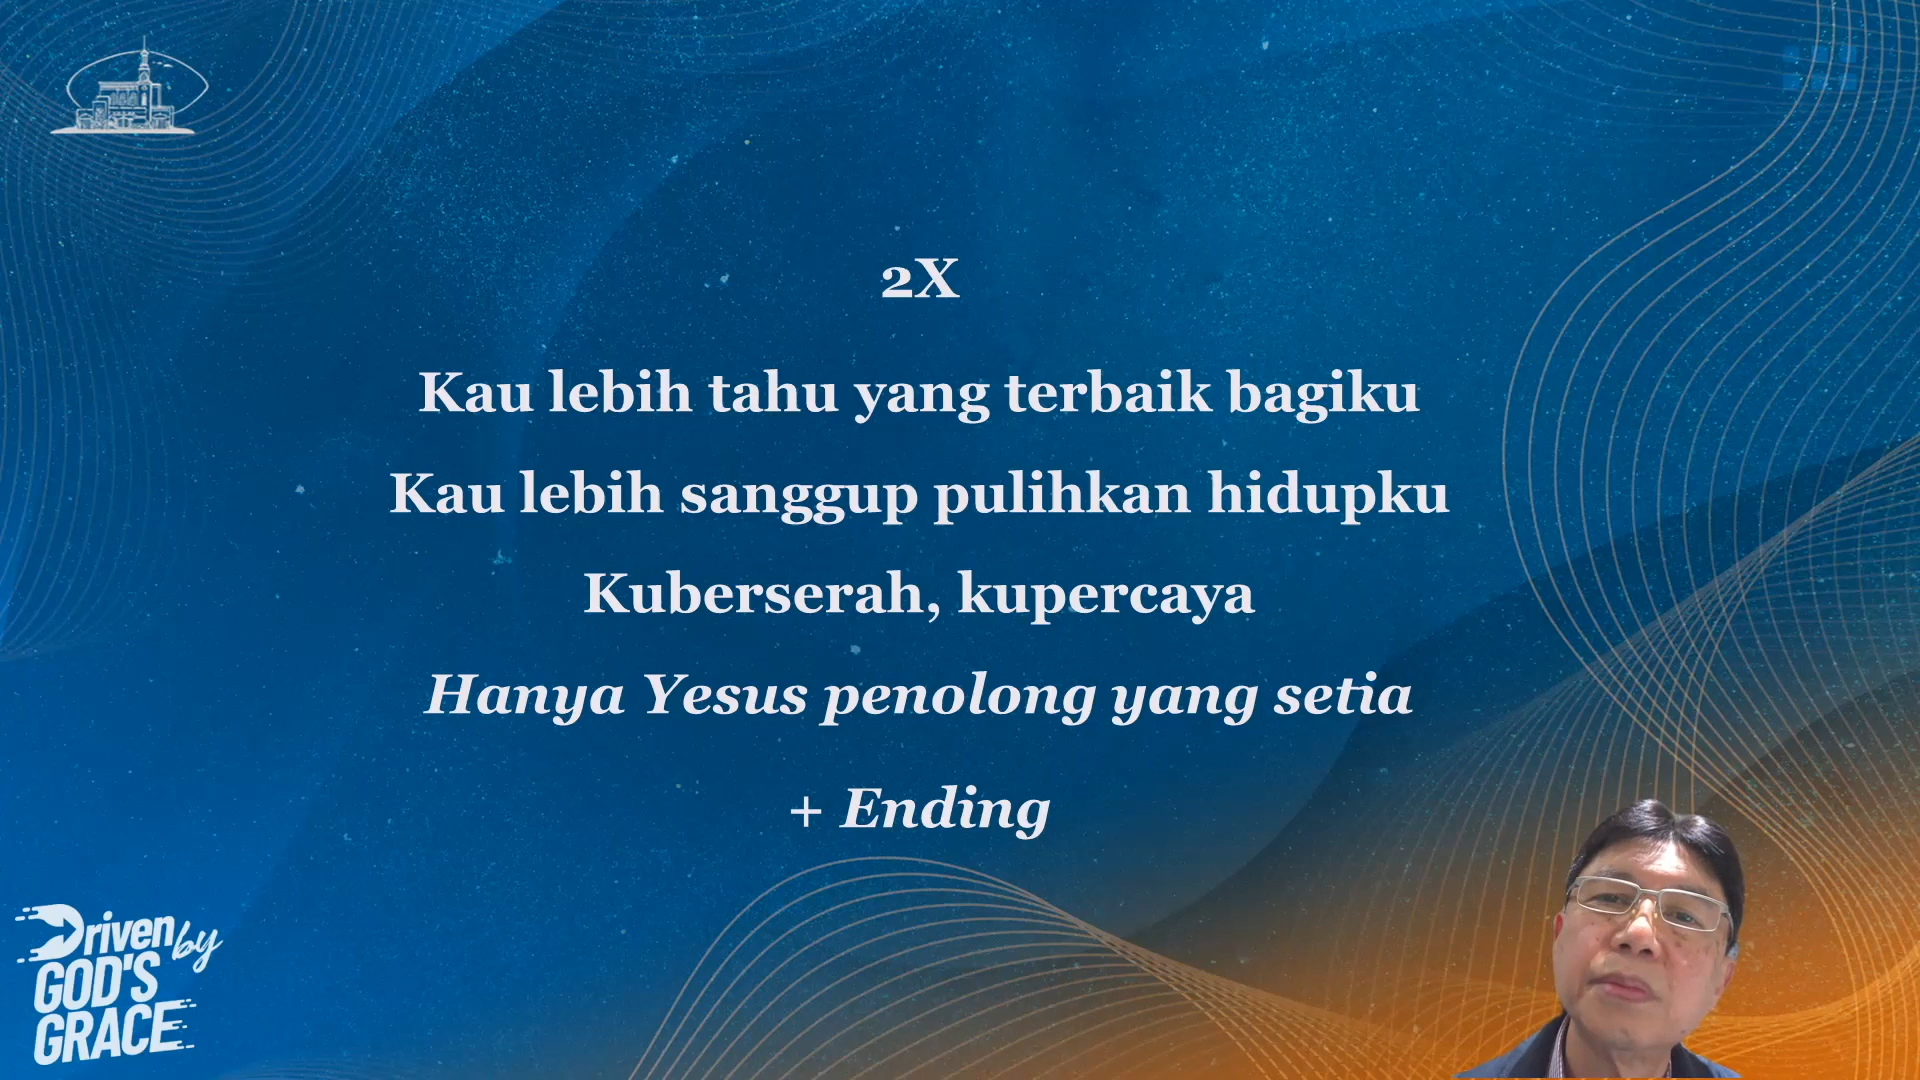 2X
Kau lebih tahu yang terbaik bagiku
Kau lebih sanggup pulihkan hidupku
Kuberserah, kupercaya
Hanya Yesus penolong yang setia
+ Ending
Driven by
GOD'S
GRACE